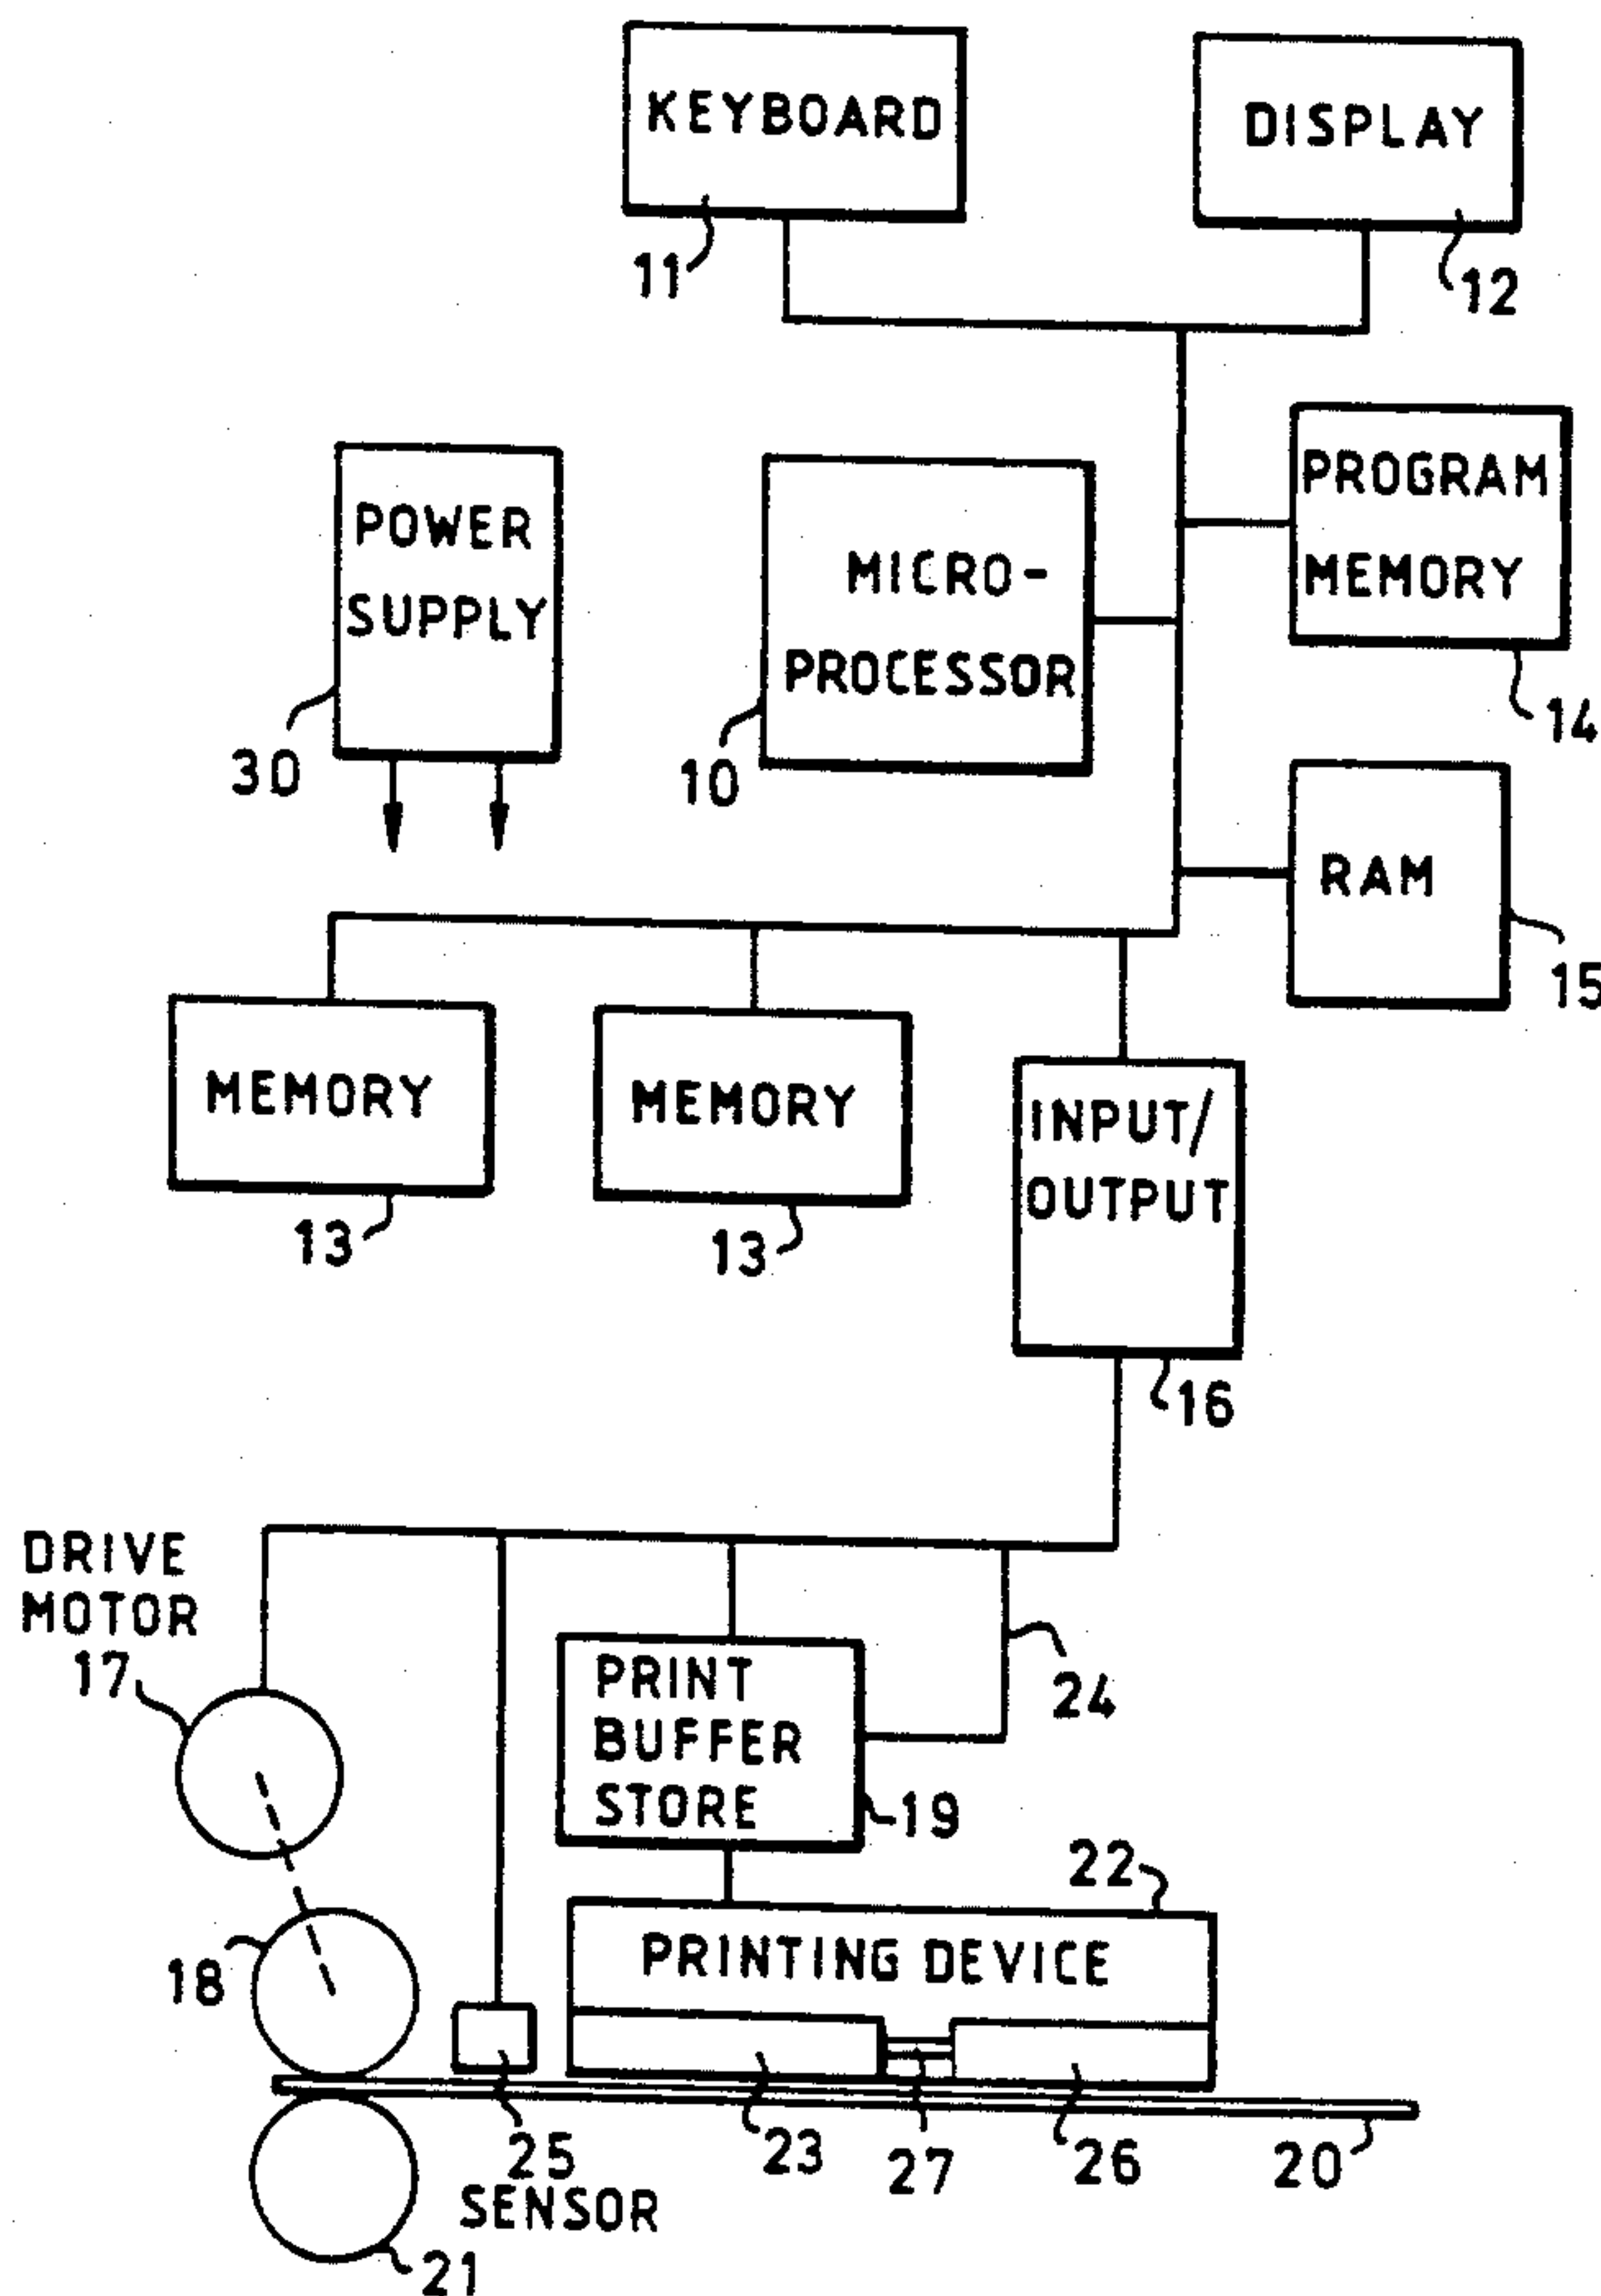 KEYBOARD
11
DISPLAY
12
POWER
SUPPLY
30
MICRO-
PROCESSOR
10
PROGRAM
MEMORY
14
RAM
15
MEMORY
13
MEMORY
13
INPUT/
OUTPUT
16
DRIVE
MOTOR
17
PRINT
BUFFER
STORE
19
24
22
PRINTING DEVICE
18
25
SENSOR
23
27
26
20
21